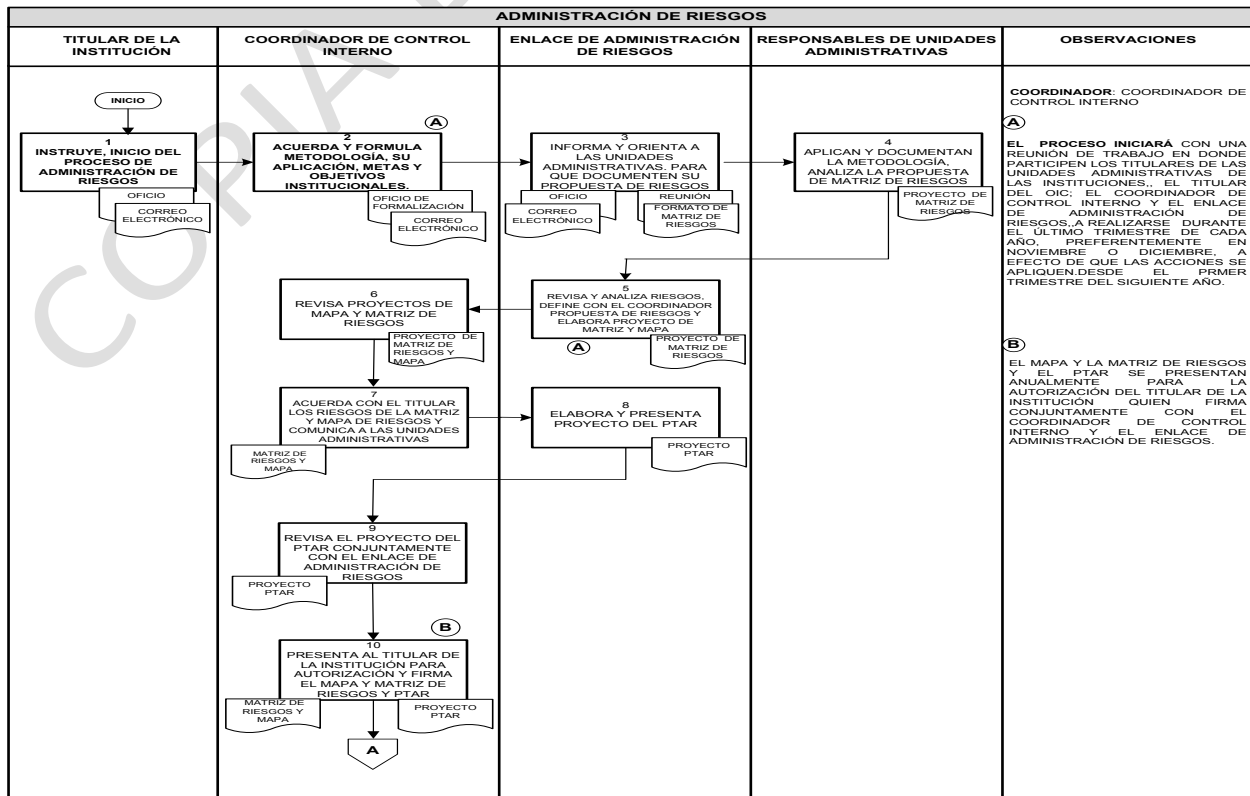 ADMINISTRACIÓN DE RIESGOS
TITULAR DE LA
INSTITUCIÓN
COORDINADOR DE CONTROL
INTERNO
ENLACE DE ADMINISTRACIÓN
DE RIESGOS
RESPONSABLES DE UNIDADES
ADMINISTRATIVAS
OBSERVACIONES
INICIO
1
INSTRUYE, INICIO DEL
PROCESO DE
ADMINISTRACIÓN DE
RIESGOS
OFICIO
CORREO
ELECTRÓNICO
A
2
ACUERDA Y FORMULA
METODOLOGÍA, SU
APLICACIÓN, METAS Y
OBJETIVOS
INSTITUCIONALES.
OFICIO DE
FORMALIZACIÓN
CORREO
ELECTRÓNICO
3
INFORMA Y ORIENTA A
LAS UNIDADES
ADMINISTRATIVAS. PARA
QUE DOCUMENTEN SU
PROPUESTA DE RIESGOS
OFICIO
CORREO
ELECTRÓNICO
REUNIÓN
FORMATO DE
MATRIZ DE
RIESGOS
4
APLICAN Y DOCUMENTAN
LA METODOLOGÍA,
ANALIZA LA PROPUESTA
DE MATRIZ DE RIESGOS
PROYECTO DE
MATRIZ DE
RIESGOS
5
REVISA Y ANALIZA RIESGOS,
DEFINE CON EL COORDINADOR
PROPUESTA DE RIESGOS Y
ELABORA PROYECTO DE
MATRIZ Y MAPA
A
PROYECTO DE
MATRIZ DE
RIESGOS
6
REVISA PROYECTOS DE
MAPA Y MATRIZ DE
RIESGOS
PROYECTO DE
MATRIZ DE
RIESGOS Y
MAPA
7
ACUERDA CON EL TITULAR
LOS RIESGOS DE LA MATRIZ
Y MAPA DE RIESGOS Y
COMUNICA A LAS UNIDADES
ADMINISTRATIVAS
MATRIZ DE
RIESGOS Y
MAPA
8
ELABORA Y PRESENTA
PROYECTO DEL PTAR
PROYECTO
PTAR
9
REVISA EL PROYECTO DEL
PTAR CONJUNTAMENTE
CON EL ENLACE DE
ADMINISTRACIÓN DE
RIESGOS
PROYECTO
PTAR
B
10
PRESENTA AL TITULAR DE
LA INSTITUCIÓN PARA
AUTORIZACIÓN Y FIRMA
EL MAPA Y MATRIZ DE
RIESGOS Y PTAR
MATRIZ DE
RIESGOS Y
MAPA
PROYECTO
PTAR
A
COORDINADOR: COORDINADOR DE
CONTROL INTERNO
A
EL PROCESO INICIARÁ CON UNA
REUNIÓN DE TRABAJO EN DONDE
PARTICIPEN LOS TITULARES DE LAS
UNIDADES ADMINISTRATIVAS DE
LAS INSTITUCIONES,, EL TITULAR
DEL OIC; EL COORDINADOR DE
CONTROL INTERNO Y EL ENLACE
DE ADMINISTRACIÓN DE
RIESGOS,,A REALIZARSE DURANTE
EL ÚLTIMO TRIMESTRE DE CADA
AÑO, PREFERENTEMENTE EN
NOVIEMBRE O DICIEMBRE, A
EFECTO DE QUE LAS ACCIONES SE
APLIQUEN.DESDE EL PRMER
TRIMESTRE DEL SIGUIENTE AÑO.
B
EL MAPA Y LA MATRIZ DE RIESGOS
Y EL PTAR SE PRESENTAN
ANUALMENTE PARA LA
AUTORIZACIÓN DEL TITULAR DE LA
INSTITUCIÓN QUIEN FIRMA
CONJUNTAMENTE CON EL
COORDINADOR DE CONTROL
INTERNO Y EL ENLACE DE
ADMINISTRACIÓN DE RIESGOS.
COPIA